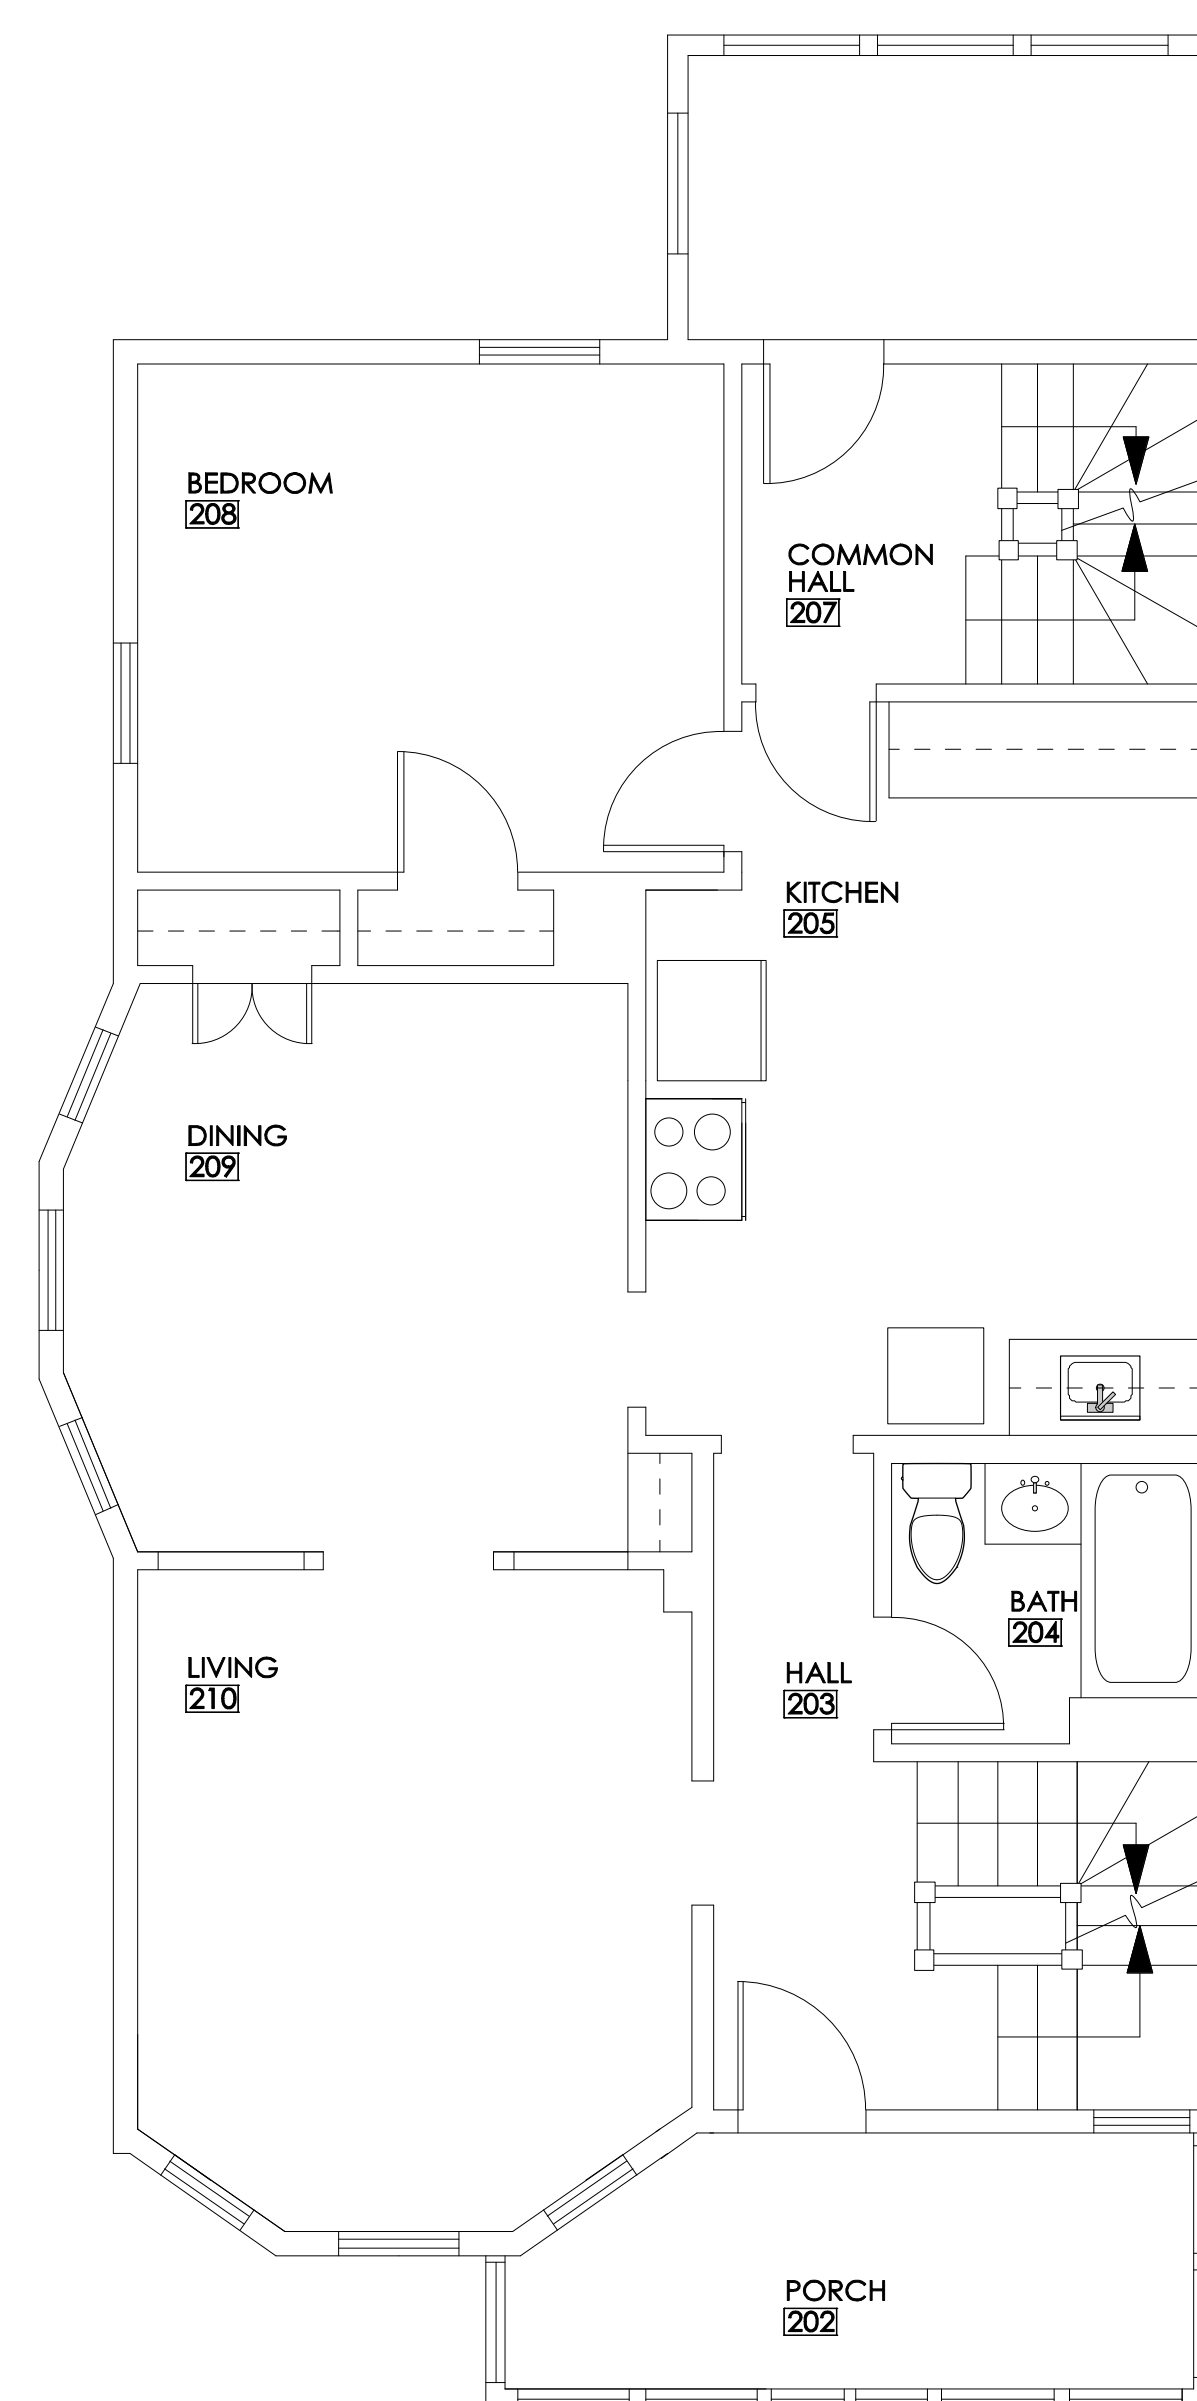 BEDROOM
208
COMMON
HALL
207
KITCHEN
205
DINING
209
BATH
204
LIVING
210
HALL
203
PORCH
202